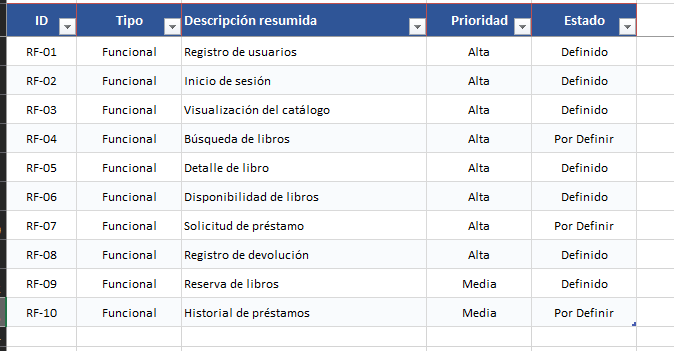 ID Tipo Descripción resumida Prioridad Estado
RF-01 Funcional Registro de usuarios Alta Definido
RF-02 Funcional Inicio de sesión Alta Definido
RF-03 Funcional Visualización del catálogo Alta Definido
RF-04 Funcional Búsqueda de libros Alta Por Definir
RF-05 Funcional Detalle de libro Alta Definido
RF-06 Funcional Disponibilidad de libros Alta Definido
RF-07 Funcional Solicitud de préstamo Alta Por Definir
RF-08 Funcional Registro de devolución Alta Definido
RF-09 Funcional Reserva de libros Media Definido
RF-10 Funcional Historial de préstamos Media Por Definir